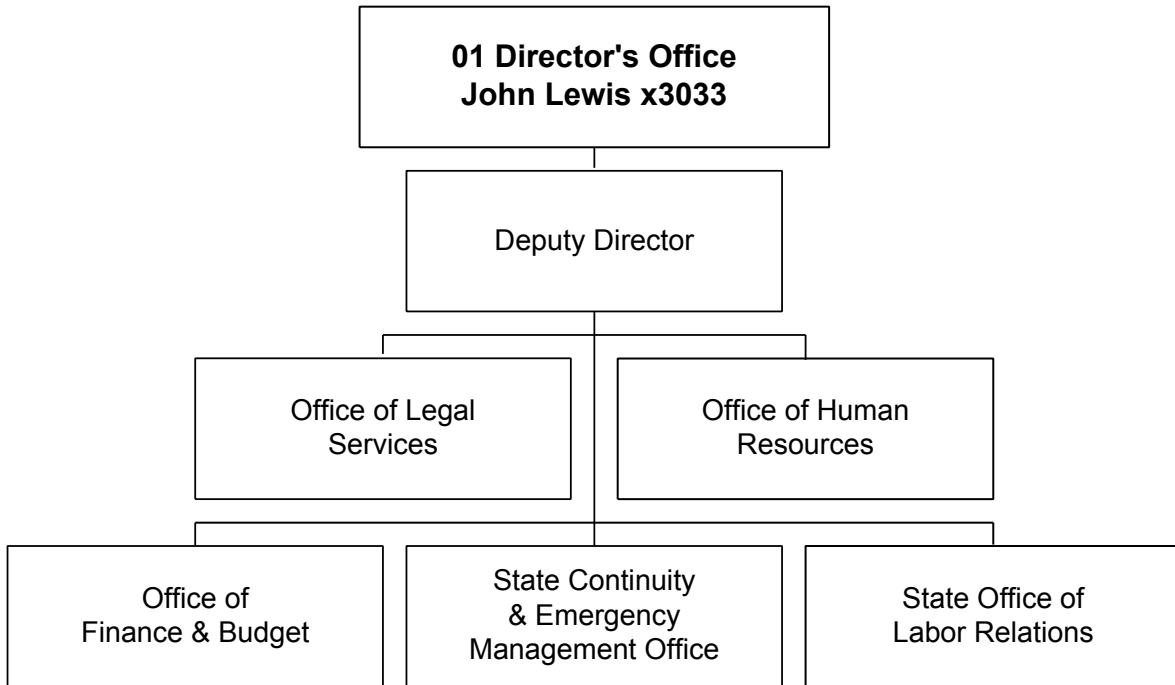 01 Director's Office
John Lewis x3033
Deputy Director
Office of Legal
Services
Office of Human
Resources
Office of
Finance & Budget
State Continuity
& Emergency
Management Office
State Office of
Labor Relations